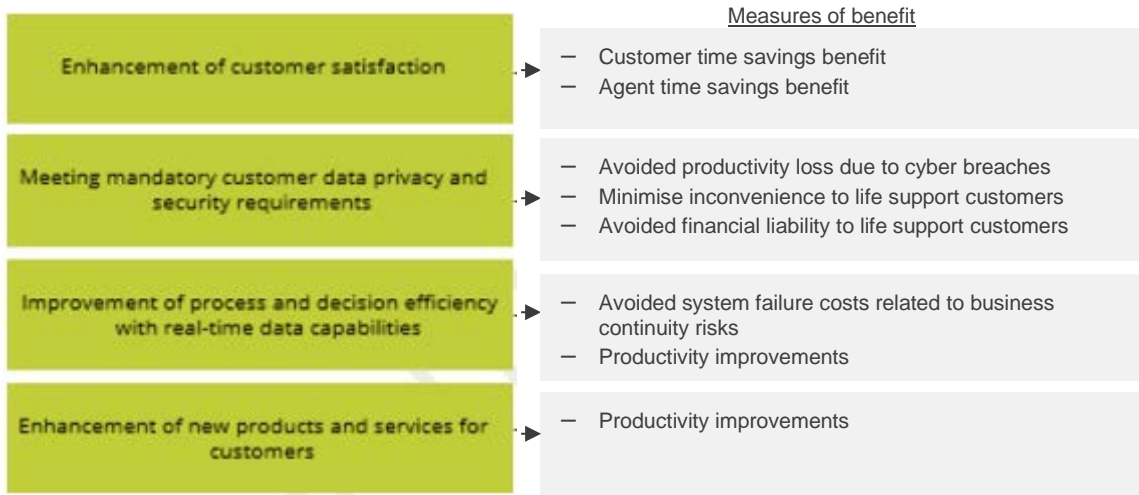 Measures of benefit
Enhancement of customer satisfaction
– Customer time savings benefit
– Agent time savings benefit
Meeting mandatory customer data privacy and
security requirements
– Avoided productivity loss due to cyber breaches
– Minimise inconvenience to life support customers
– Avoided financial liability to life support customers
Improvement of process and decision efficiency
with real-time data capabilities
– Avoided system failure costs related to business
continuity risks
– Productivity improvements
Enhancement of new products and services for
customers
– Productivity improvements